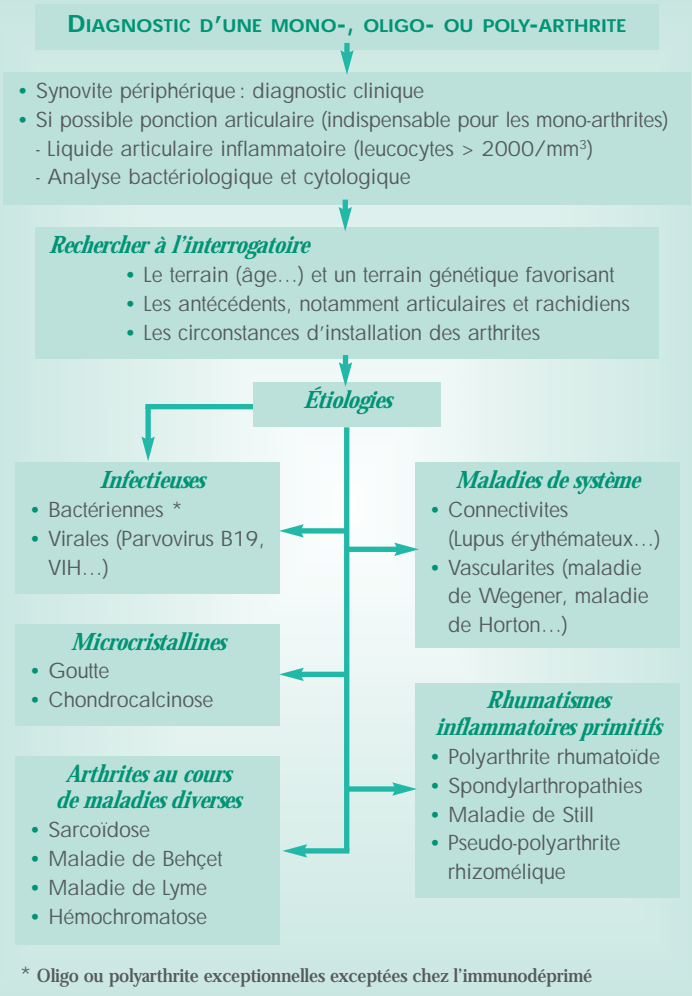 DIAGNOSTIC D'UNE MONO-, OLIGO- OU POLY-ARTHRITE
• Synovite périphérique : diagnostic clinique
• Si possible ponction articulaire (indispensable pour les mono-arthrites)
- Liquide articulaire inflammatoire (leucocytes > 2000/mm³)
- Analyse bactériologique et cytologique
Rechercher à l'interrogatoire
• Le terrain (âge…) et un terrain génétique favorisant
• Les antécédents, notamment articulaires et rachidiens
• Les circonstances d'installation des arthrites
Étiologies
Infectieuses
• Bactériennes *
• Virales (Parvovirus B19,
VIH…)
Maladies de système
• Connectivites
(Lupus érythémateux…)
• Vascularites (maladie
de Wegener, maladie
de Horton…)
Microcristallines
• Goutte
• Chondrocalcinose
Rhumatismes
inflammatoires primitifs
• Polyarthrite rhumatoïde
• Spondylarthropathies
• Maladie de Still
• Pseudo-polyarthrite
rhizomélique
Arthrites au cours
de maladies diverses
• Sarcoïdose
• Maladie de Behçet
• Maladie de Lyme
• Hémochromatose
* Oligo ou polyarthrite exceptionnelles exceptées chez l'immunodéprimé